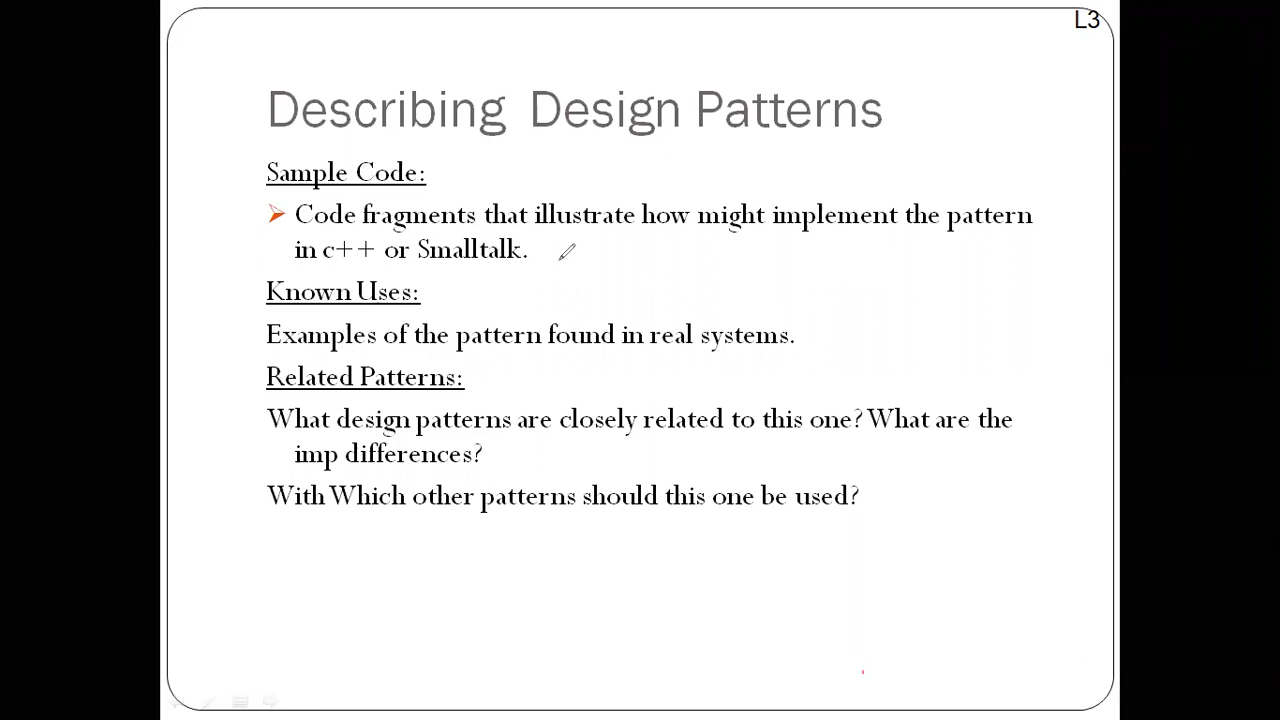 L3
Describing Design Patterns
Sample Code:
Code fragments that illustrate how might implement the pattern
in c++ or Smalltalk.
Known Uses:
Examples of the pattern found in real systems.
Related Patterns:
What design patterns are closely related to this one? What are the
imp differences?
With Which other patterns should this one be used?